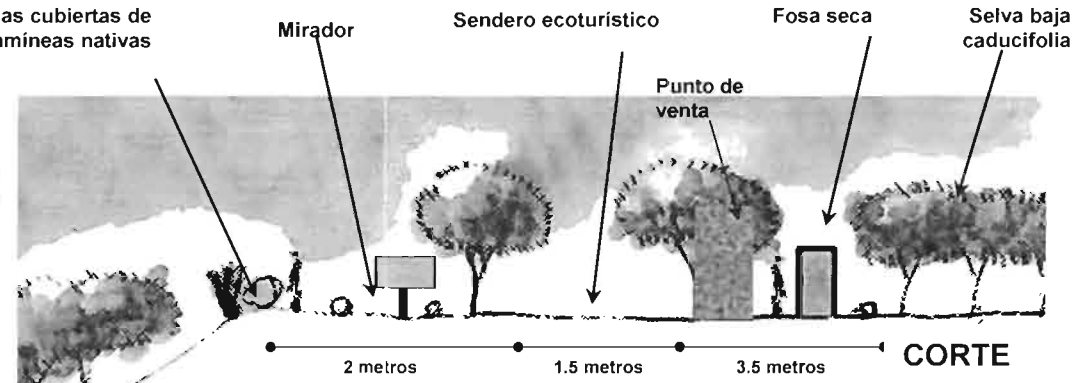 as cubiertas de
amíneas nativas
Mirador
Sendero ecoturístico
Fosa seca
Selva baja
caducifolia
Punto de
venta
2 metros
1.5 metros
3.5 metros
CORTE